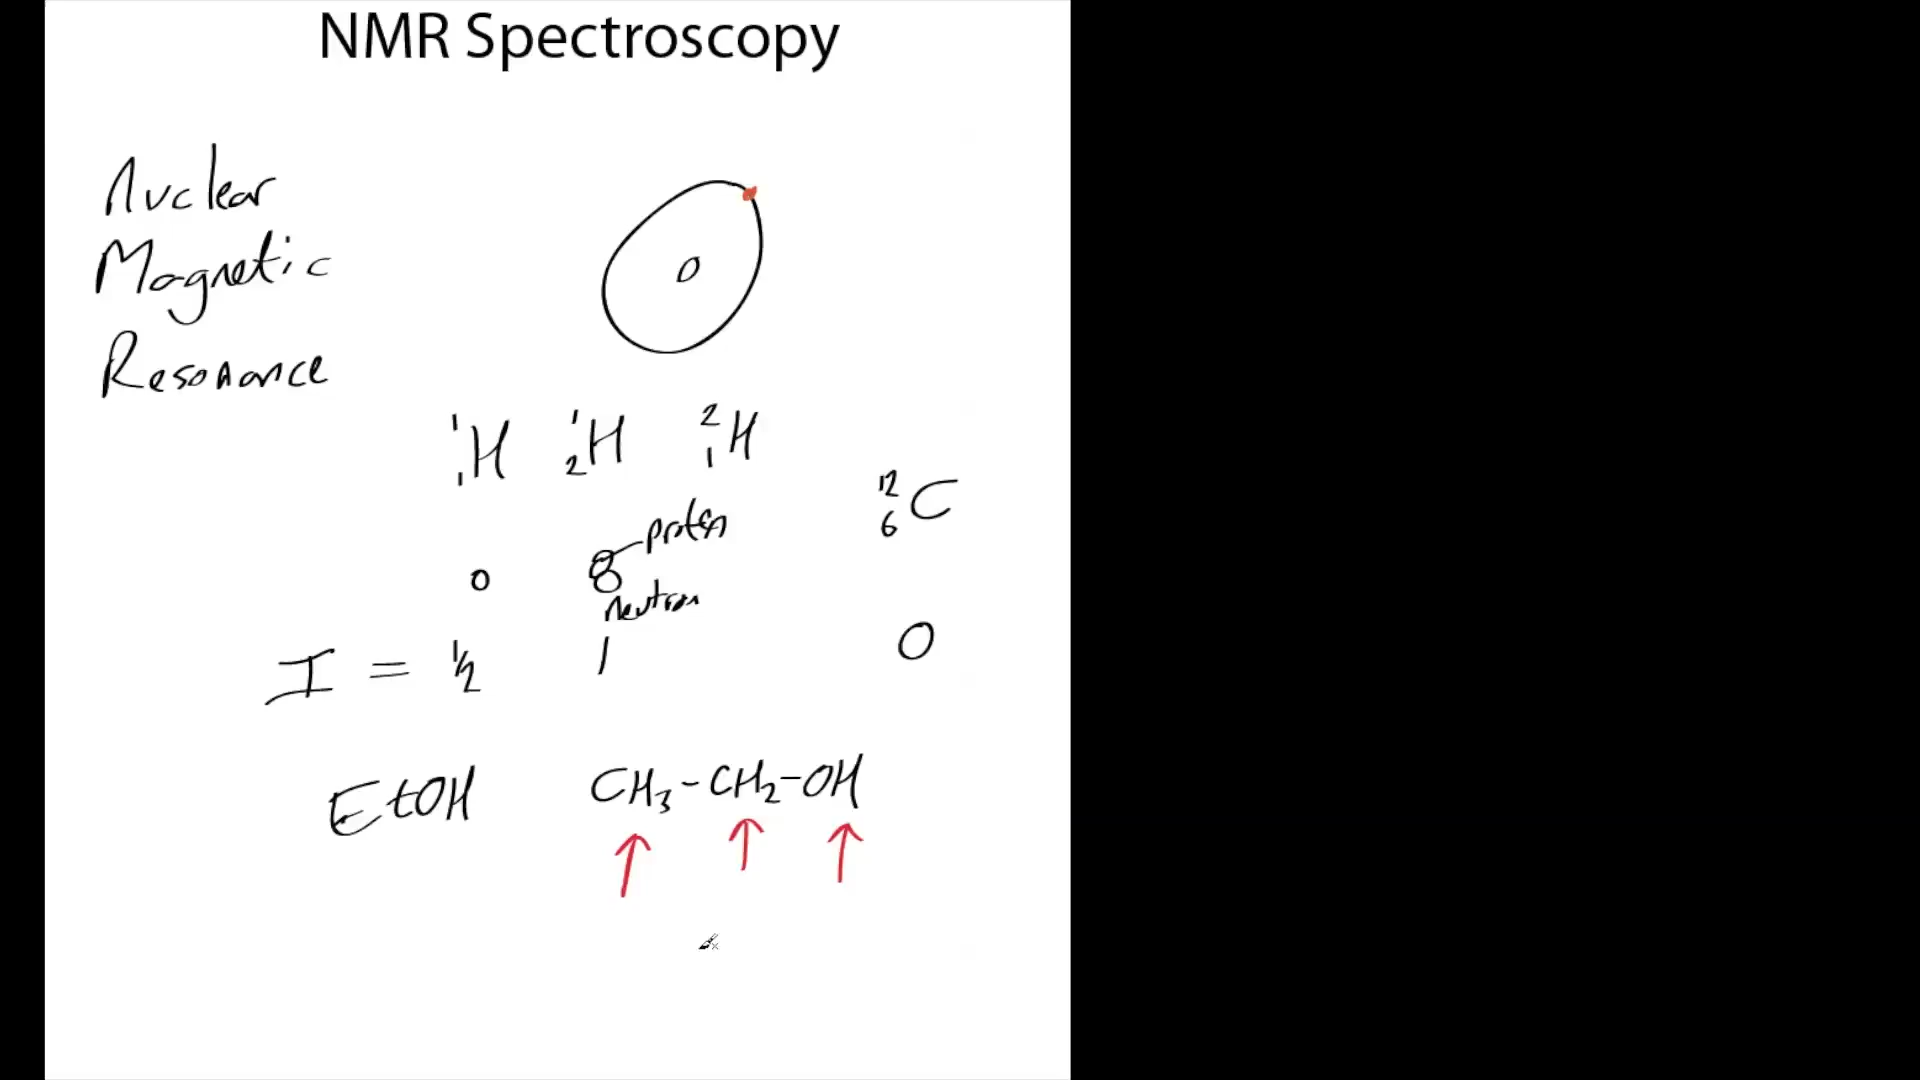 NMR Spectroscopy
Nuclear
Magnetic
Resonance
¹₁H ¹₂H ²₁H
¹²₆C
proton
neutron
I = ½ 1 0
EtOH CH₃-CH₂-OH